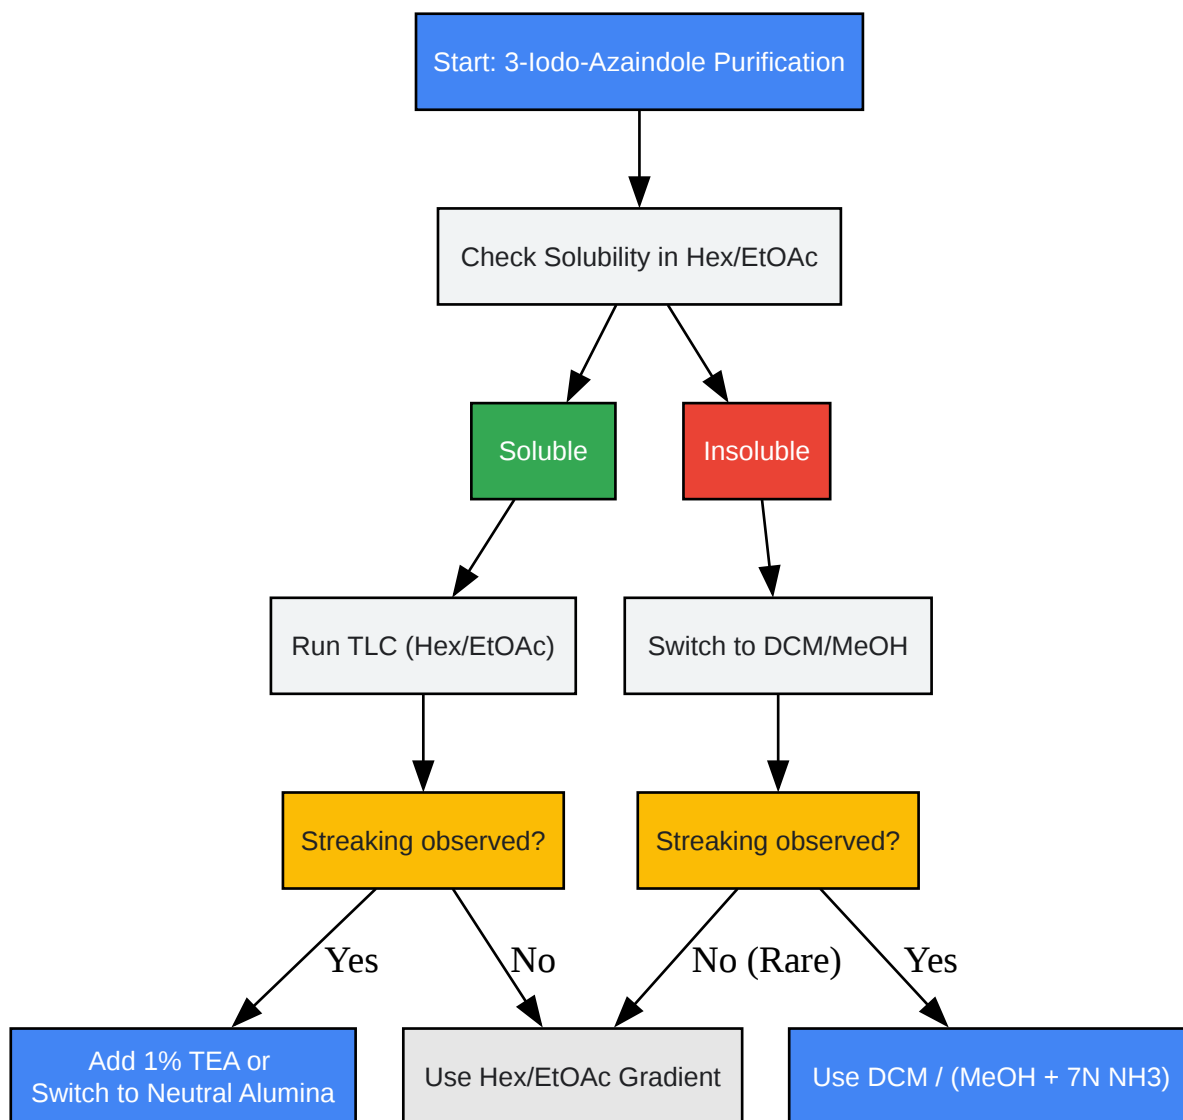 Start: 3-Iodo-Azaindole Purification
Check Solubility in Hex/EtOAc
Soluble
Insoluble
Run TLC (Hex/EtOAc)
Switch to DCM/MeOH
Streaking observed?
Streaking observed?
Yes
No
No (Rare)
Yes
Add 1% TEA or
Switch to Neutral Alumina
Use Hex/EtOAc Gradient
Use DCM / (MeOH + 7N NH3)